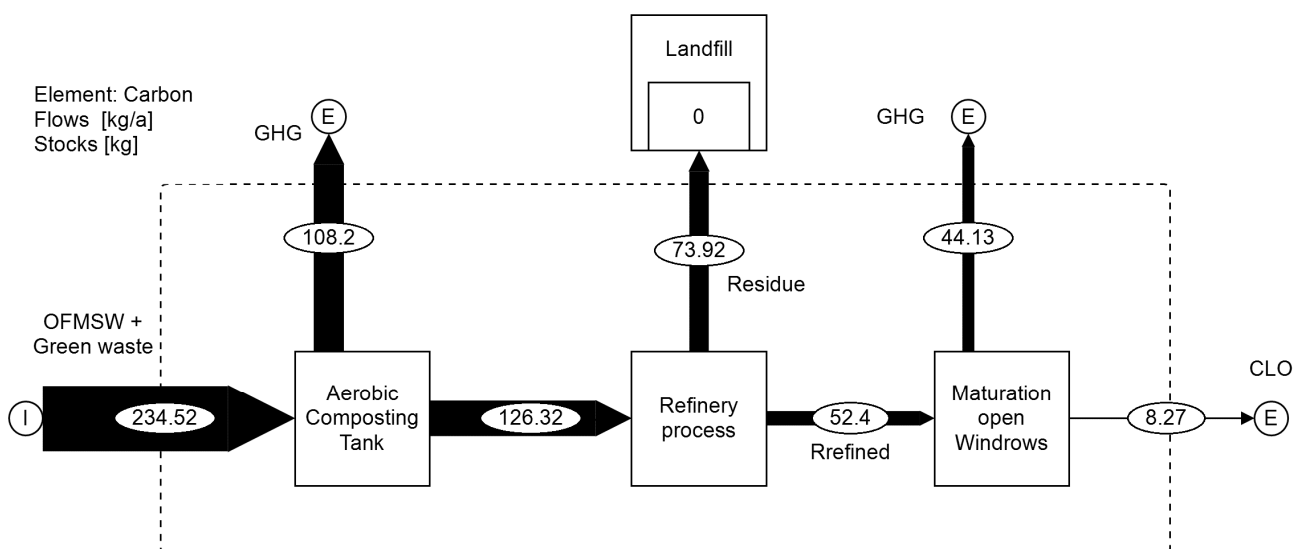 Landfill
0
Element: Carbon
Flows [kg/a]
Stocks [kg]
GHG
E
GHG
E
108.2
73.92
44.13
Residue
OFMSW +
Green waste
CLO
I
234.52
Aerobic
Composting
Tank
126.32
Refinery
process
52.4
Rrefined
Maturation
open
Windrows
8.27
E